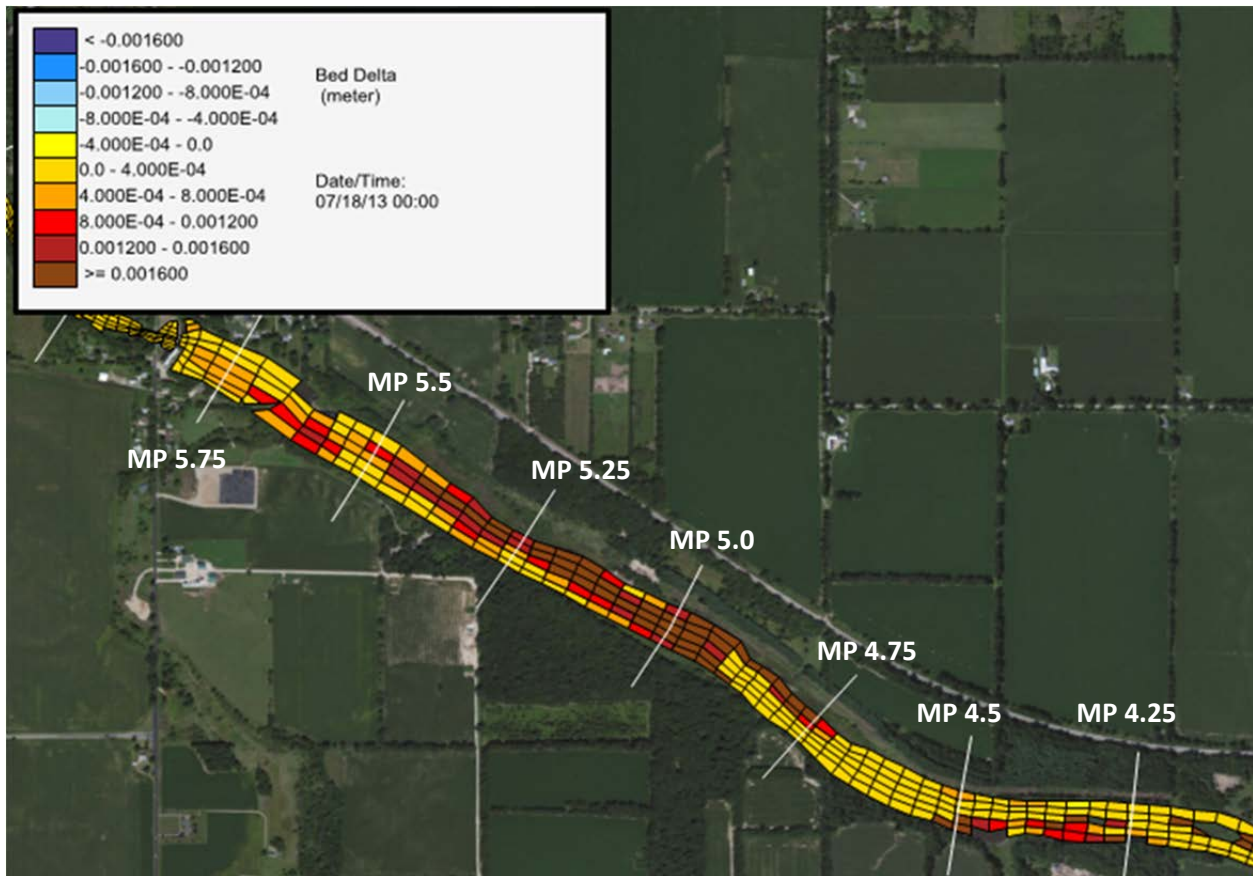 < -0.001600
-0.001600 - -0.001200
-0.001200 - -8.000E-04
-8.000E-04 - -4.000E-04
-4.000E-04 - 0.0
0.0 - 4.000E-04
4.000E-04 - 8.000E-04
8.000E-04 - 0.001200
0.001200 - 0.001600
>= 0.001600
Bed Delta
(meter)
Date/Time:
07/18/13 00:00
MP 5.5
MP 5.75
MP 5.25
MP 5.0
MP 4.75
MP 4.5
MP 4.25